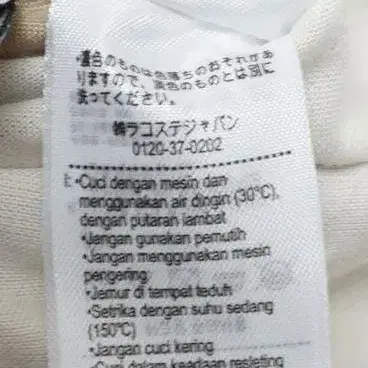 ・濃色のものは色落ちのおそれがあ
りますので、淡色のものとは別に
洗ってください。
㈱ラコステジャパン
0120-37-0202
E:•Cuci dengan mesin dan
menggunakan air dingin (30°C),
dengan putaran lambat
•Jangan gunakan pemutih
•Jangan menggunakan mesin
pengering
•Jemur di tempat teduh
•Setrika dengan suhu sedang
(150°C)
•Jangan cuci kering
•Cuci dalam keadaan resleting